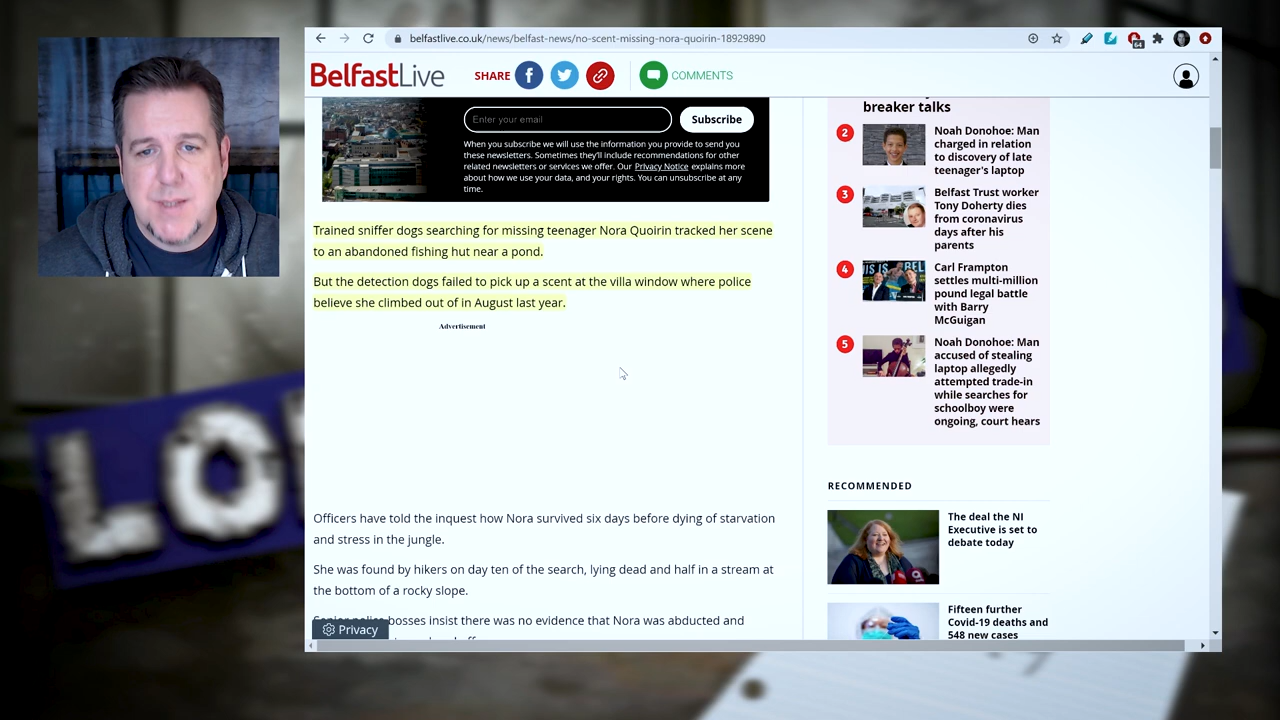 belfastlive.co.uk/news/belfast-news/no-scent-missing-nora-quoirin-18929890
64
BelfastLive
SHARE
COMMENTS
Enter your email
Subscribe
When you subscribe we will use the information you provide to send you
these newsletters. Sometimes they'll include recommendations for other
related newsletters or services we offer. Our Privacy Notice explains more
about how we use your data, and your rights. You can unsubscribe at any
time.
Trained sniffer dogs searching for missing teenager Nora Quoirin tracked her scene
to an abandoned fishing hut near a pond.
But the detection dogs failed to pick up a scent at the villa window where police
believe she climbed out of in August last year.
Advertisement
Officers have told the inquest how Nora survived six days before dying of starvation
and stress in the jungle.
She was found by hikers on day ten of the search, lying dead and half in a stream at
the bottom of a rocky slope.
bosses insist there was no evidence that Nora was abducted and
Privacy
breaker talks
2
Noah Donohoe: Man
charged in relation
to discovery of late
teenager's laptop
3
Belfast Trust worker
Tony Doherty dies
from coronavirus
days after his
parents
4
Carl Frampton
settles multi-million
pound legal battle
with Barry
McGuigan
5
Noah Donohoe: Man
accused of stealing
laptop allegedly
attempted trade-in
while searches for
schoolboy were
ongoing, court hears
RECOMMENDED
The deal the NI
Executive is set to
debate today
Fifteen further
Covid-19 deaths and
548 new cases
LO